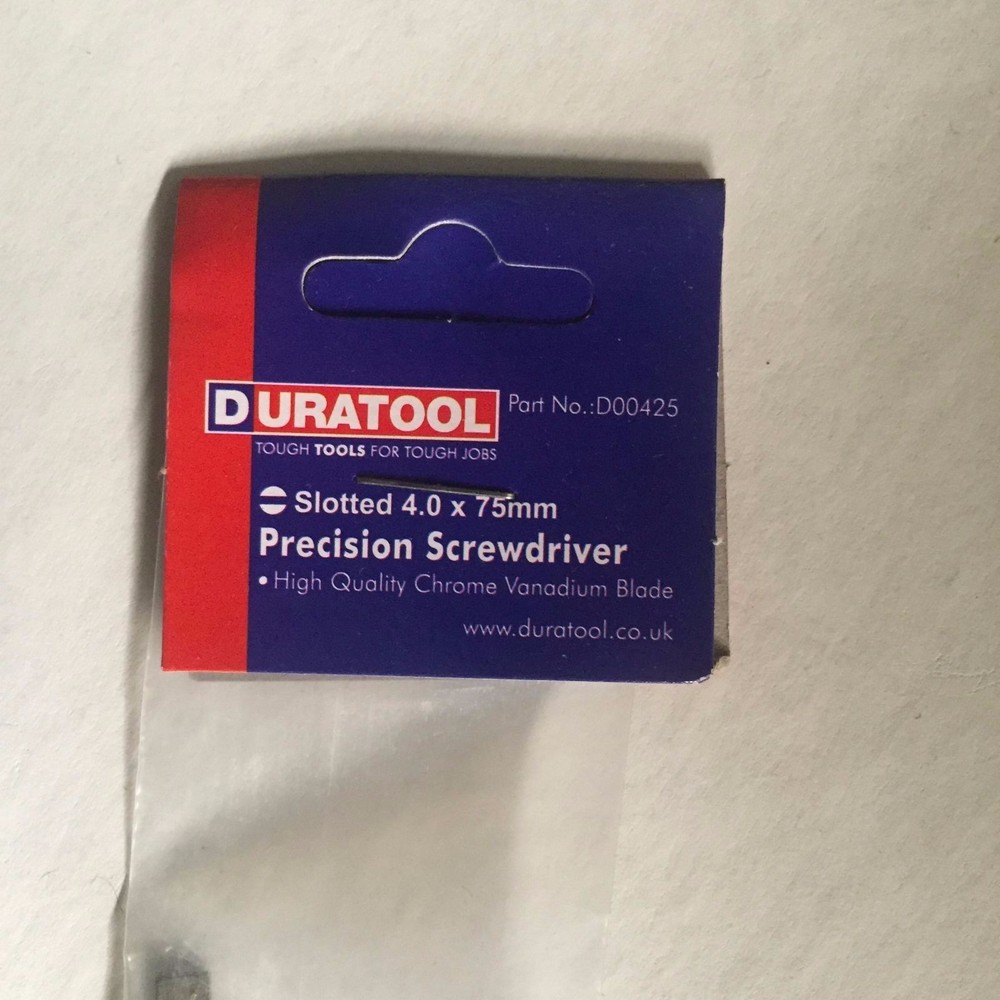 DURATOOL
Part No.:D00425
TOUGH TOOLS FOR TOUGH JOBS
Slotted 4.0 x 75mm
Precision Screwdriver
• High Quality Chrome Vanadium Blade
www.duratool.co.uk